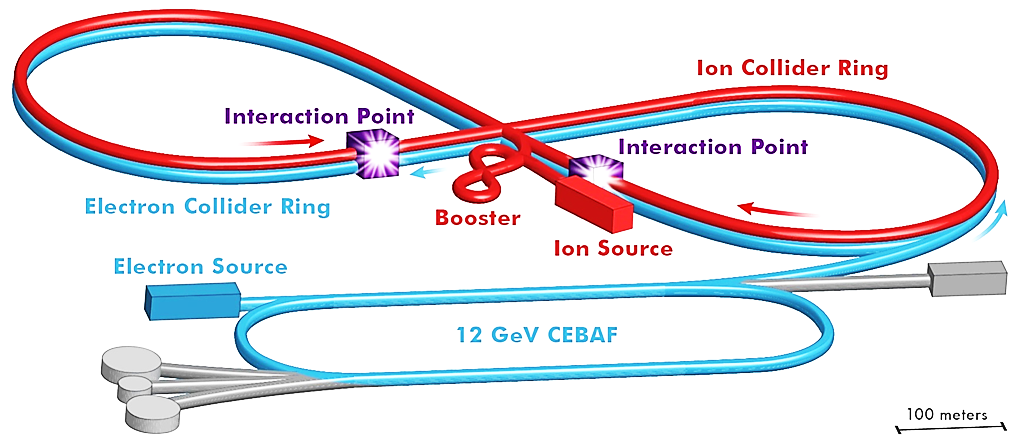 Ion Collider Ring
Interaction Point
Interaction Point
Electron Collider Ring
Booster
Ion Source
Electron Source
12 GeV CEBAF
100 meters